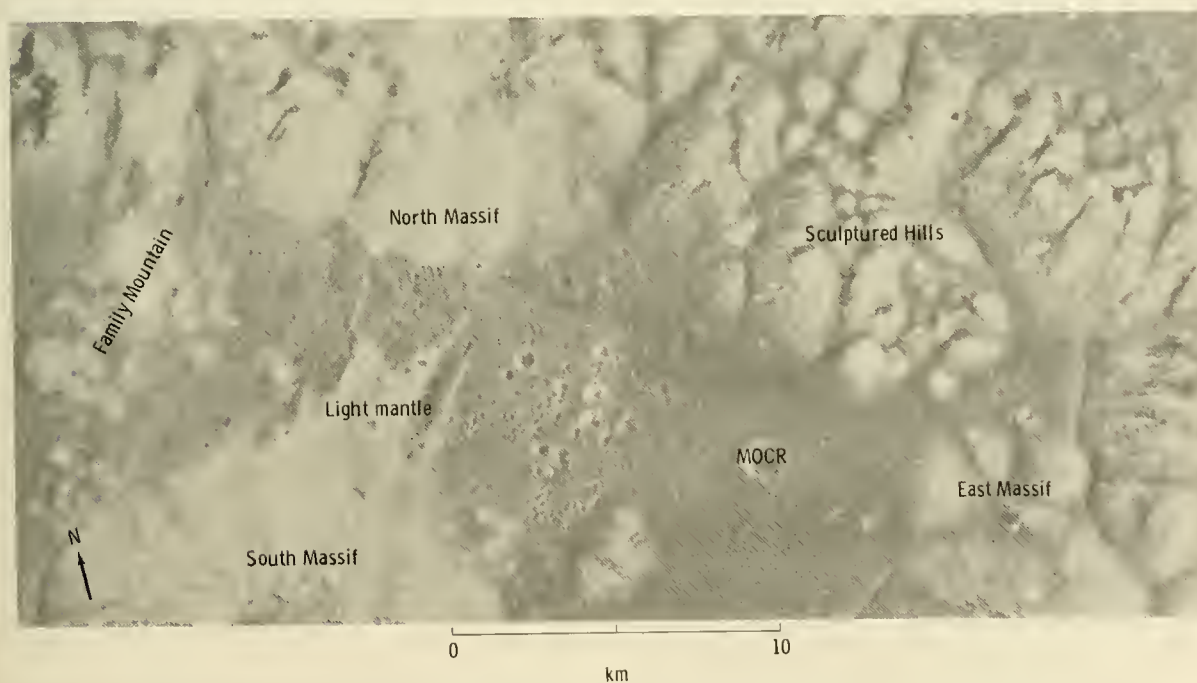 North Massif
Sculptured Hills
Family Mountain
Light mantle
MOCR
East Massif
N
South Massif
0
10
km